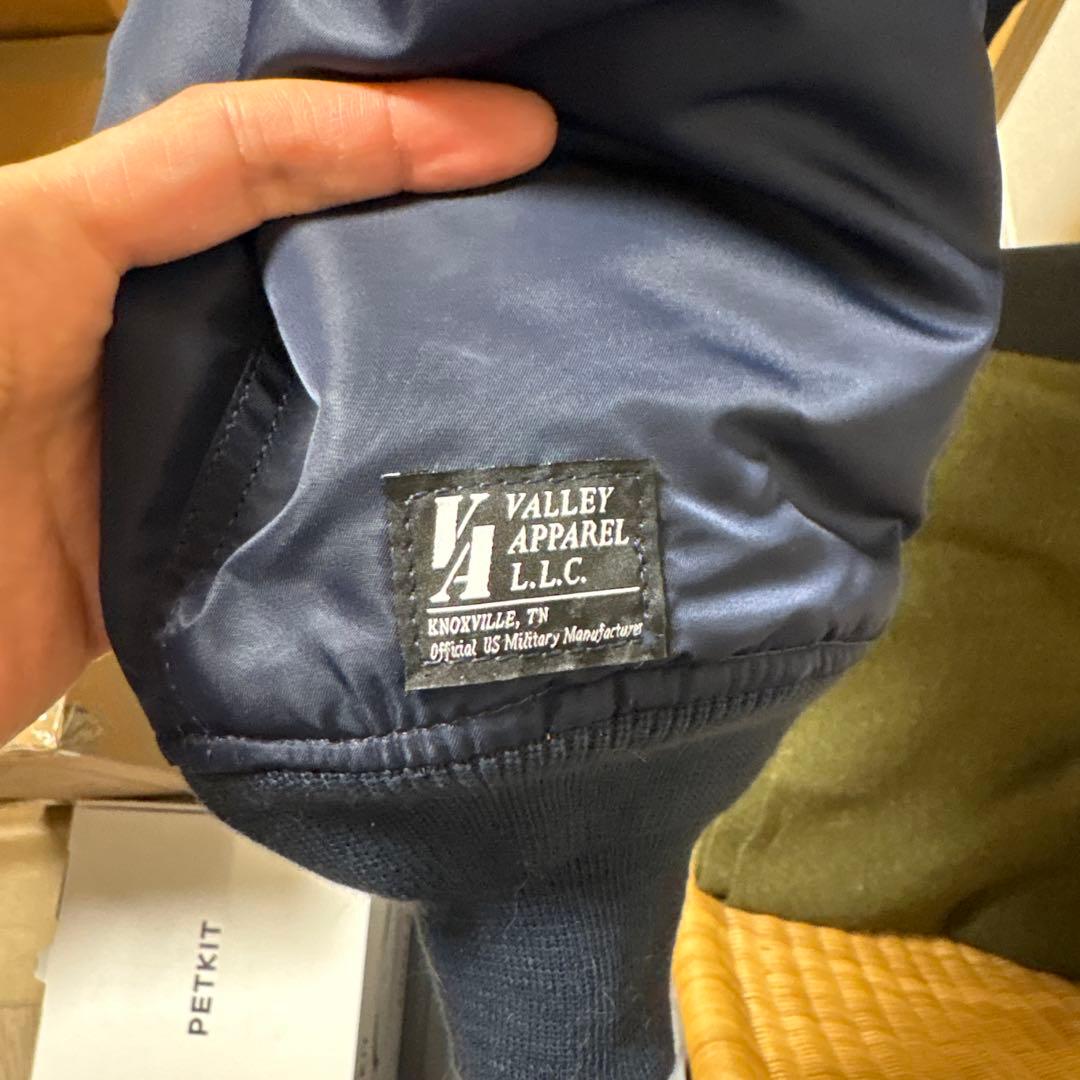 VA
VALLEY
APPAREL
L.L.C.
KNOXVILLE, TN
Official US Military Manufacturer
PETKIT